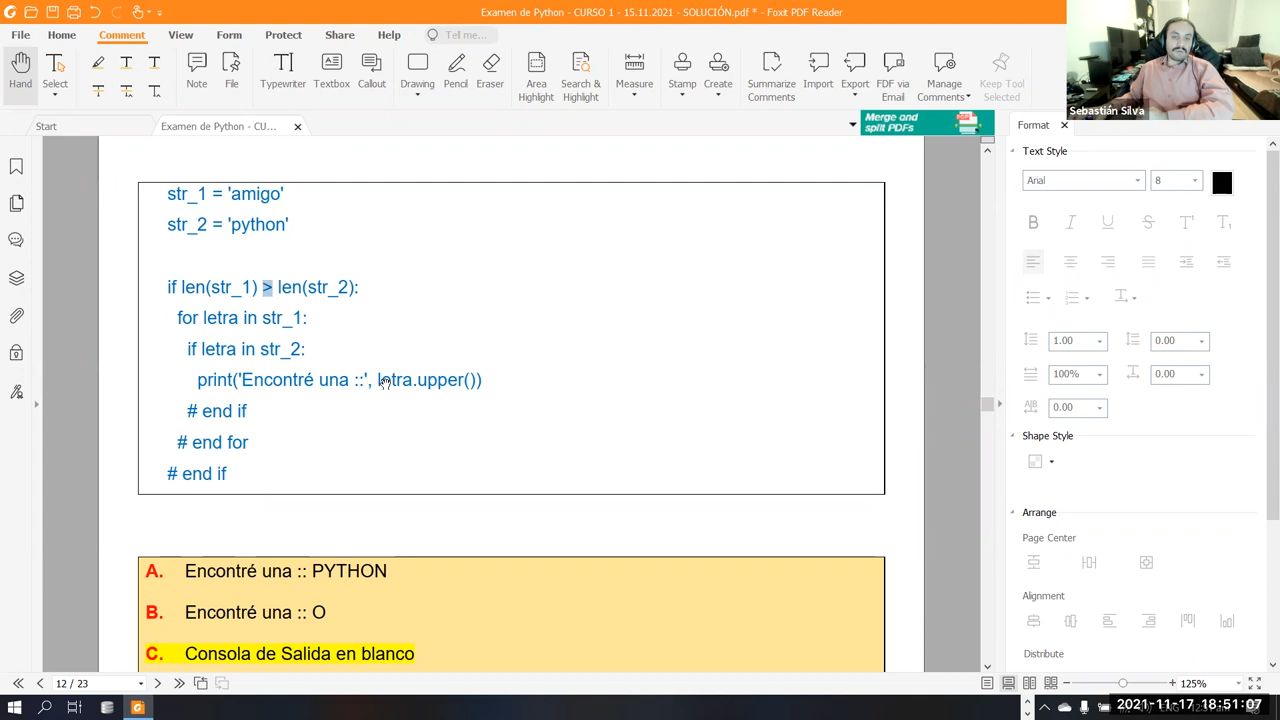 Examen de Python - CURSO 1 - 15.11.2021 - SOLUCIÓN.pdf * - Foxit PDF Reader
File Home Comment View Form Protect Share Help Tell me...
Hand Select Note File Typewriter Textbox Callout Drawing Pencil Eraser Area Highlight Search & Highlight Measure Stamp Create Summarize Comments Import Export FDF via Email Manage Comments Keep Tool Selected
Sebastián Silva
Start Examen de Python - CU... Merge and split PDFs PDF Format
Text Style
Arial 8
1.00 0.00
100% 0.00
0.00
Shape Style
Arrange
Page Center
Alignment
Distribute
str_1 = 'amigo'
str_2 = 'python'
if len(str_1) > len(str_2):
for letra in str_1:
if letra in str_2:
print('Encontré una ::', letra.upper())
# end if
# end for
# end if
A. Encontré una :: PYTHON
B. Encontré una :: O
C. Consola de Salida en blanco
12 / 23 125%
2021-11-17 18:51:07